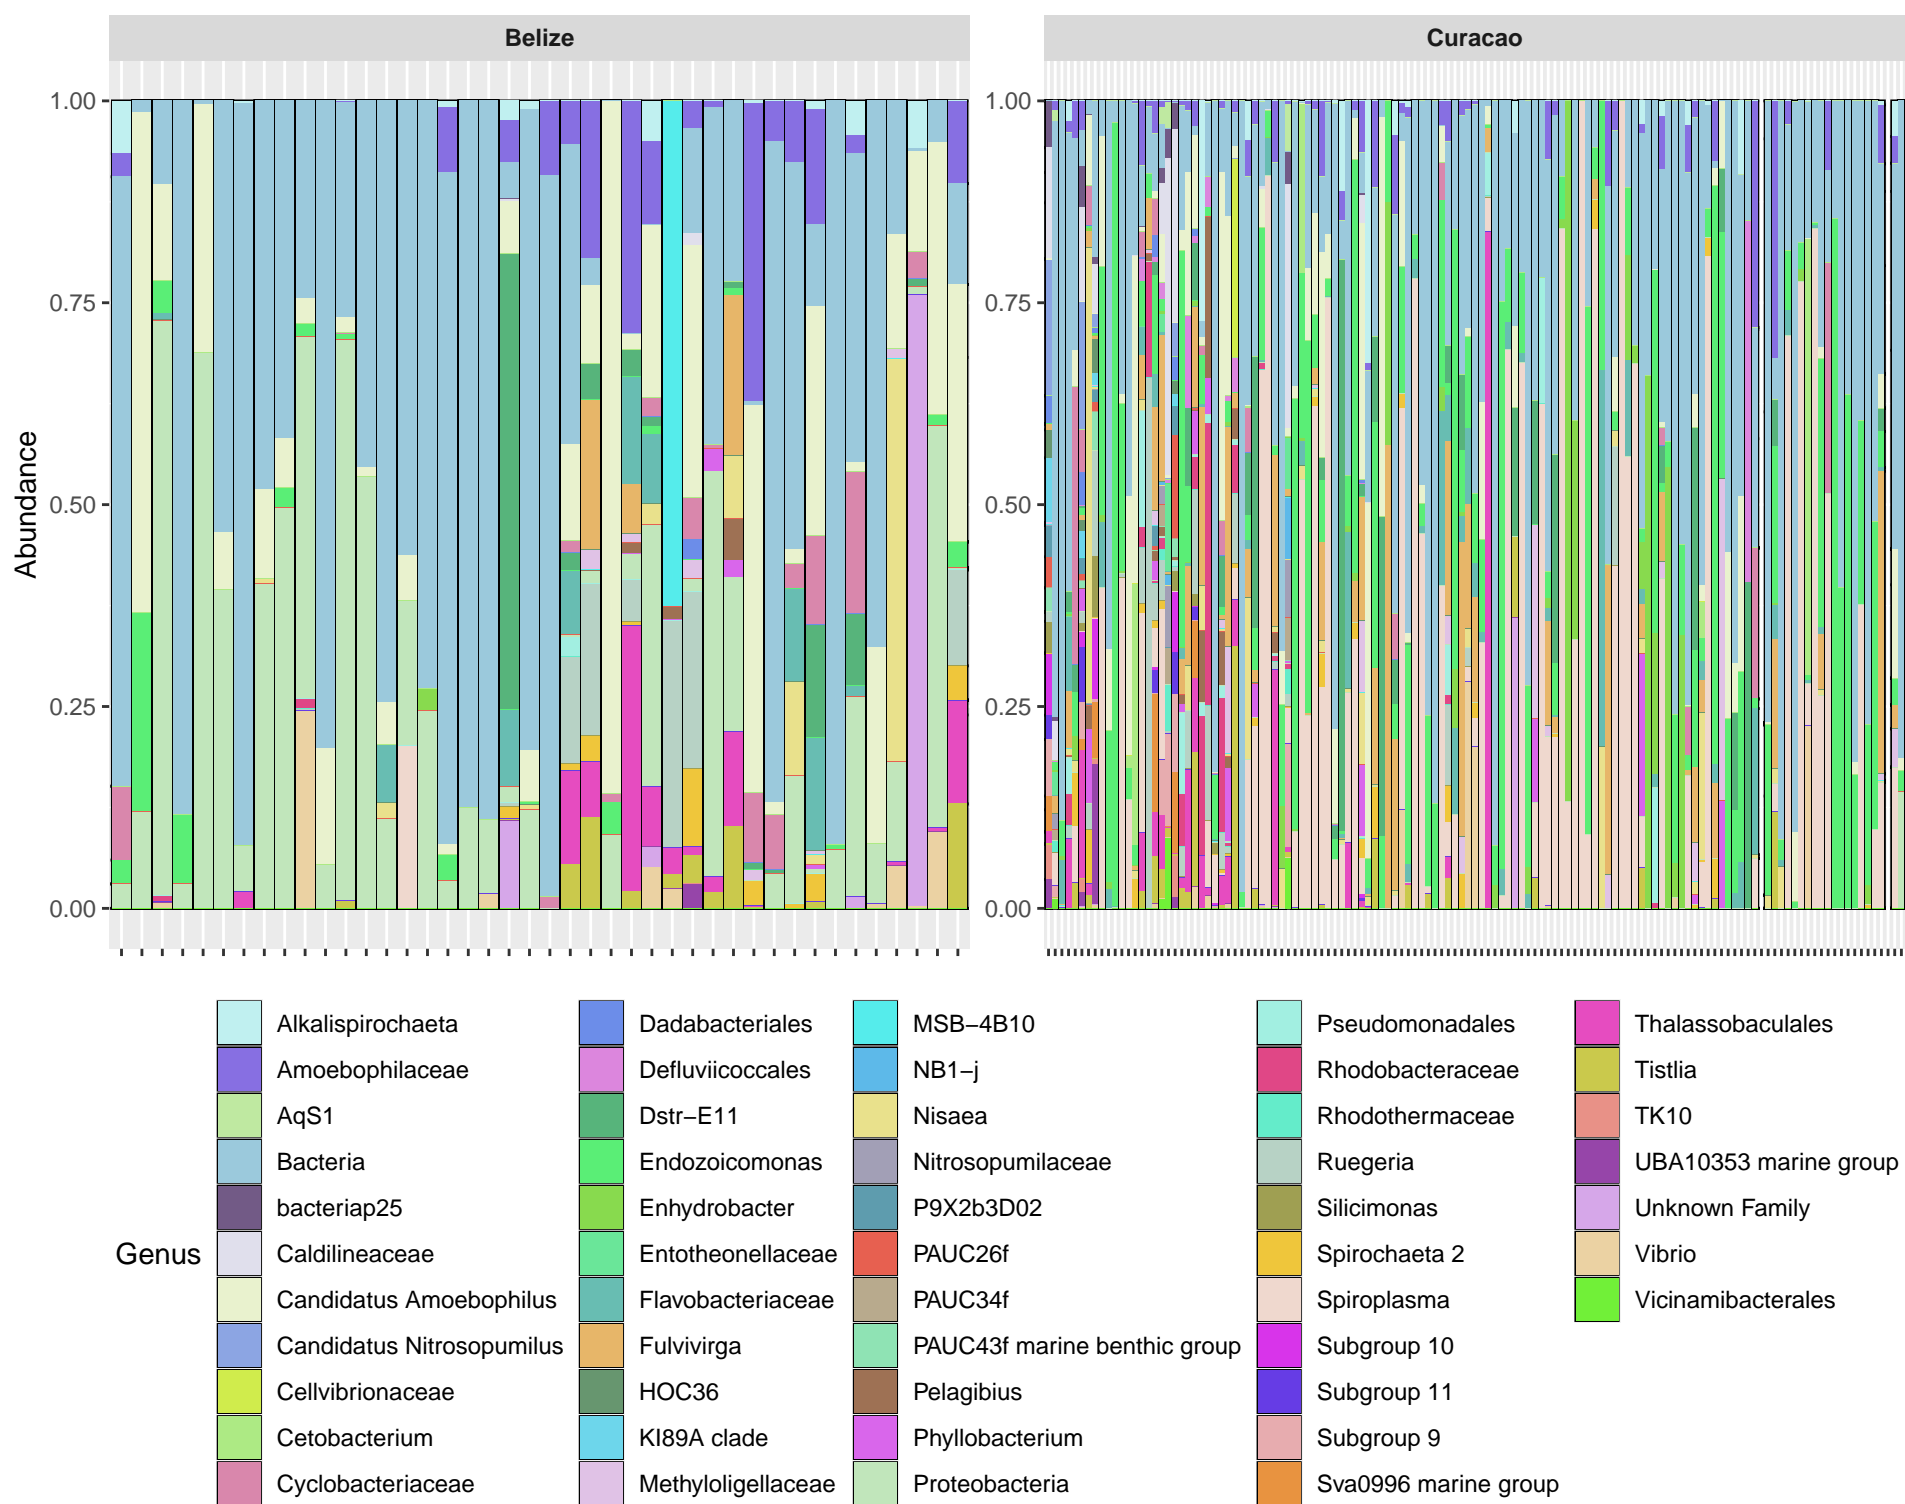 Belize
Curacao
1.00
0.75
0.50
0.25
0.00
1.00
0.75
0.50
0.25
0.00
Abundance
Genus
Alkalispirochaeta
Amoebophilaceae
AqS1
Bacteria
bacteriap25
Caldilineaceae
Candidatus Amoebophilus
Candidatus Nitrosopumilus
Cellvibrionaceae
Cetobacterium
Cyclobacteriaceae
Dadabacteriales
Defluviicoccales
Dstr−E11
Endozoicomonas
Enhydrobacter
Entotheonellaceae
Flavobacteriaceae
Fulvivirga
HOC36
KI89A clade
Methyloligellaceae
MSB−4B10
NB1−j
Nisaea
Nitrosopumilaceae
P9X2b3D02
PAUC26f
PAUC34f
PAUC43f marine benthic group
Pelagibius
Phyllobacterium
Proteobacteria
Pseudomonadales
Rhodobacteraceae
Rhodothermaceae
Ruegeria
Silicimonas
Spirochaeta 2
Spiroplasma
Subgroup 10
Subgroup 11
Subgroup 9
Sva0996 marine group
Thalassobaculales
Tistlia
TK10
UBA10353 marine group
Unknown Family
Vibrio
Vicinamibacterales